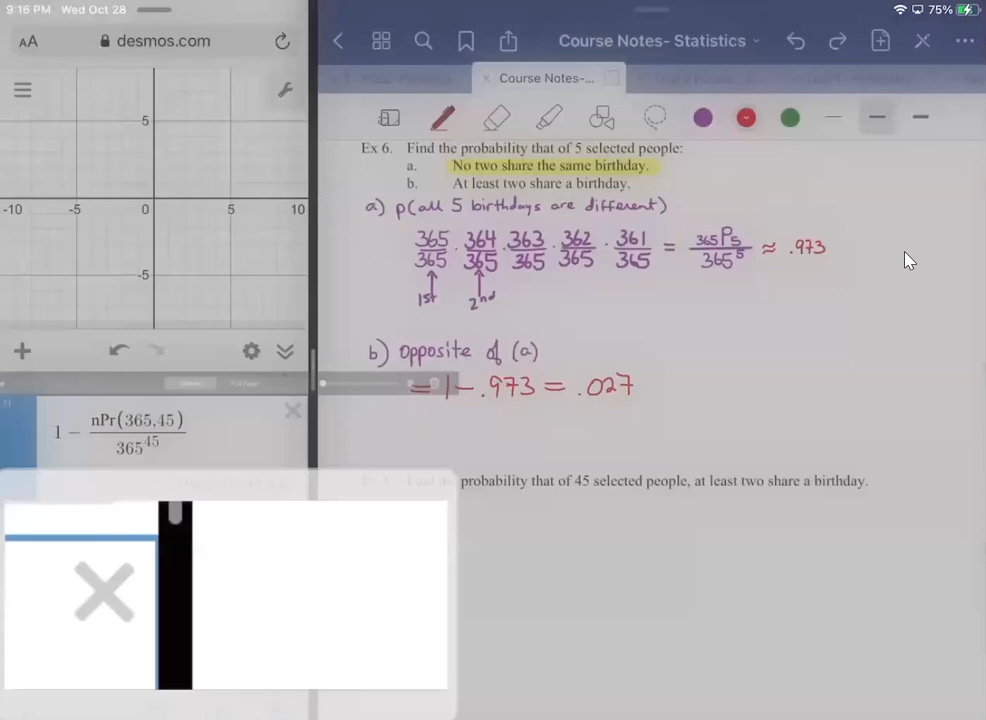 9:16 PM Wed Oct 28
75%
AA desmos.com
Course Notes- Statistics
Course Notes-...
5
-10 -5 0 5 10
-5
1 - nPr(365,45)
365^45
Ex 6. Find the probability that of 5 selected people:
a. No two share the same birthday.
b. At least two share a birthday.
a) p(all 5 birthdays are different)
365/365 · 364/365 · 363/365 · 362/365 · 361/365 = 365P5/365^5 ≈ .973
1st 2nd
b) opposite of (a)
= 1 - .973 = .027
probability that of 45 selected people, at least two share a birthday.